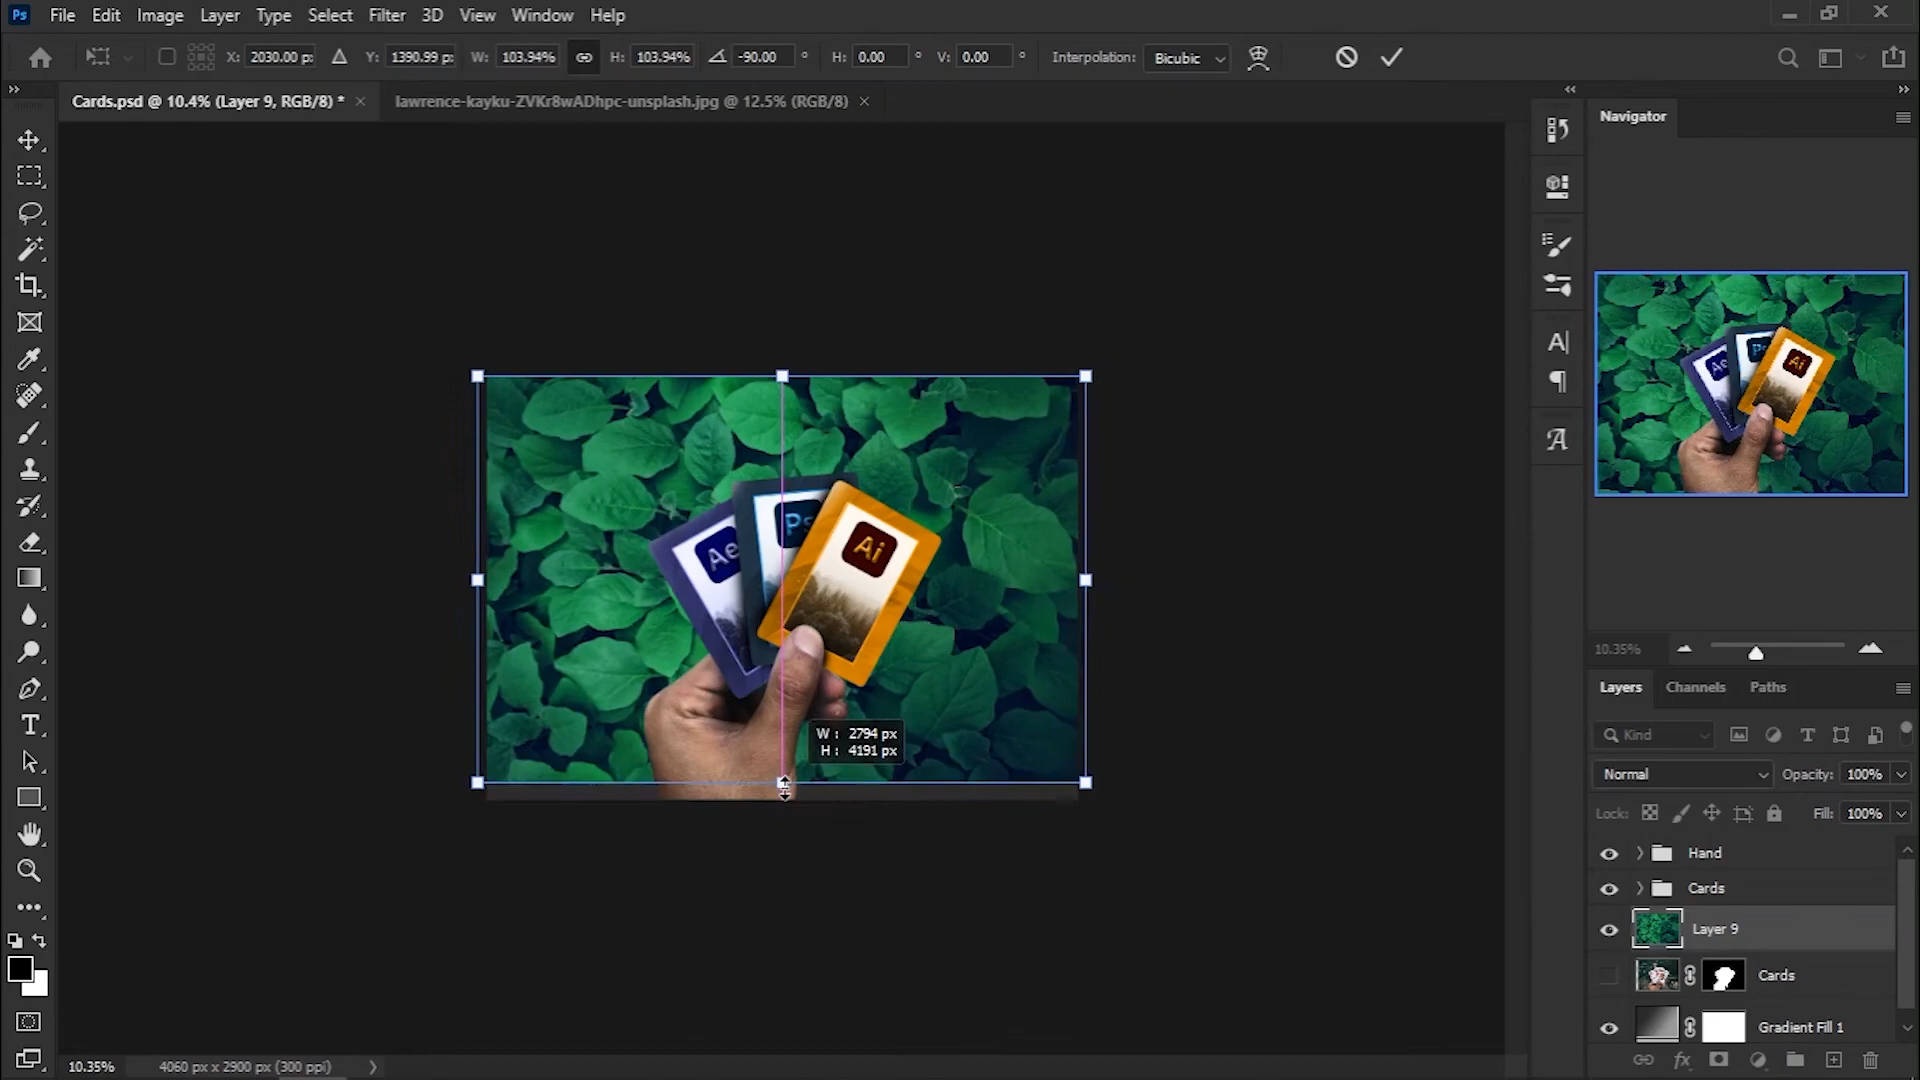 Ps File Edit Image Layer Type Select Filter 3D View Window Help
X: 2030.00 p: Y: 1390.99 p: W: 103.94% H: 103.94% -90.00 ° H: 0.00 ° V: 0.00 ° Interpolation: Bicubic
Cards.psd @ 10.4% (Layer 9, RGB/8) * × lawrence-kayku-ZVKr8wADhpc-unsplash.jpg @ 12.5% (RGB/8) ×
Navigator
Ae
Ps
Ai
W : 2794 px
H : 4191 px
Ae
Ps
Ai
10.35%
Layers Channels Paths
Kind
Normal Opacity: 100%
Lock: Fill: 100%
Hand
Cards
Layer 9
Cards
Gradient Fill 1
10.35% 4060 px x 2900 px (300 ppi)